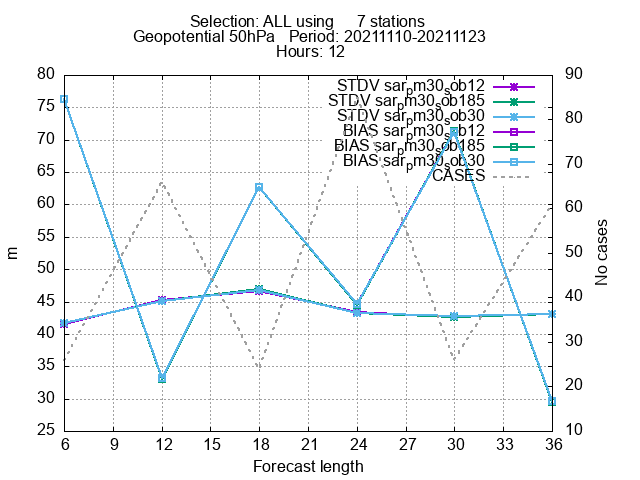 Selection: ALL using 7 stations
Geopotential 50hPa Period: 20211110-20211123
Hours: 12
STDV sarpm30sob12
STDV sarpm30sob185
STDV sarpm30sob30
BIAS sarpm30sob12
BIAS sarpm30sob185
BIAS sarpm30sob30
CASES
80
75
70
65
60
55
50
45
40
35
30
25
m
90
80
70
60
50
40
30
20
10
No cases
6 9 12 15 18 21 24 27 30 33 36
Forecast length